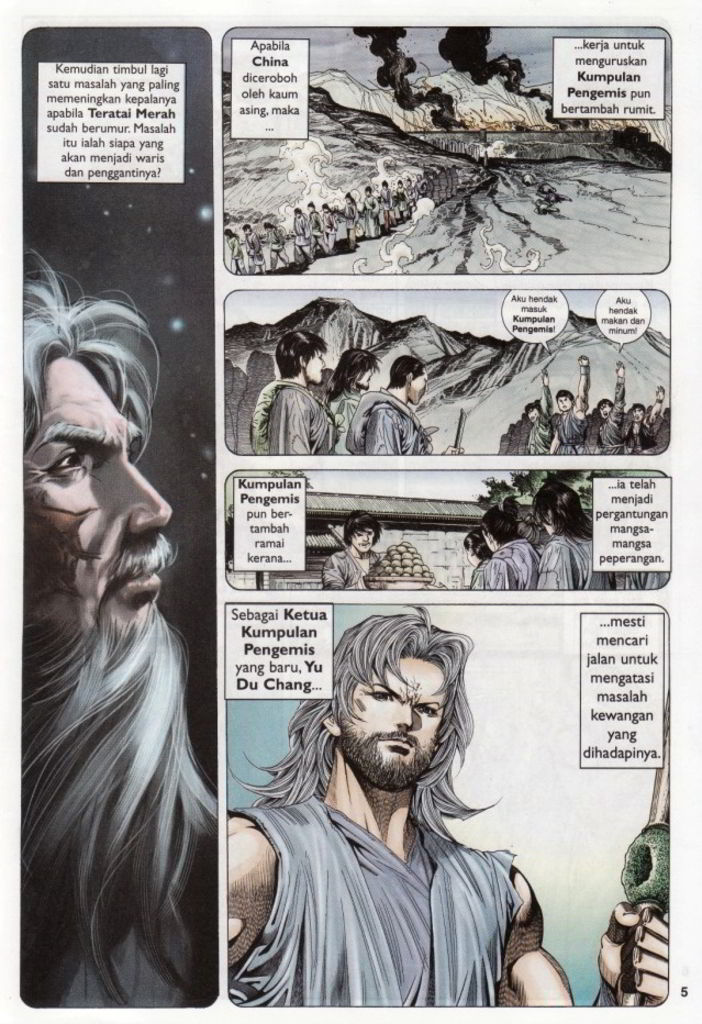 Kemudian timbul lagi
satu masalah yang paling
memeningkan kepalanya
apabila Teratai Merah
sudah berumur. Masalah
itu ialah siapa yang
akan menjadi waris
dan penggantinya?
Apabila
China
diceroboh
oleh kaum
asing, maka
...
...kerja untuk
menguruskan
Kumpulan
Pengemis pun
bertambah rumit.
Aku hendak
masuk
Kumpulan
Pengemis!
Aku
hendak
makan dan
minum!
Kumpulan
Pengemis
pun ber-
tambah
ramai
kerana...
...ia telah
menjadi
pergantungan
mangsa-
mangsa
peperangan.
Sebagai Ketua
Kumpulan
Pengemis
yang baru, Yu
Du Chang...
...mesti
mencari
jalan untuk
mengatasi
masalah
kewangan
yang
dihadapinya.
5